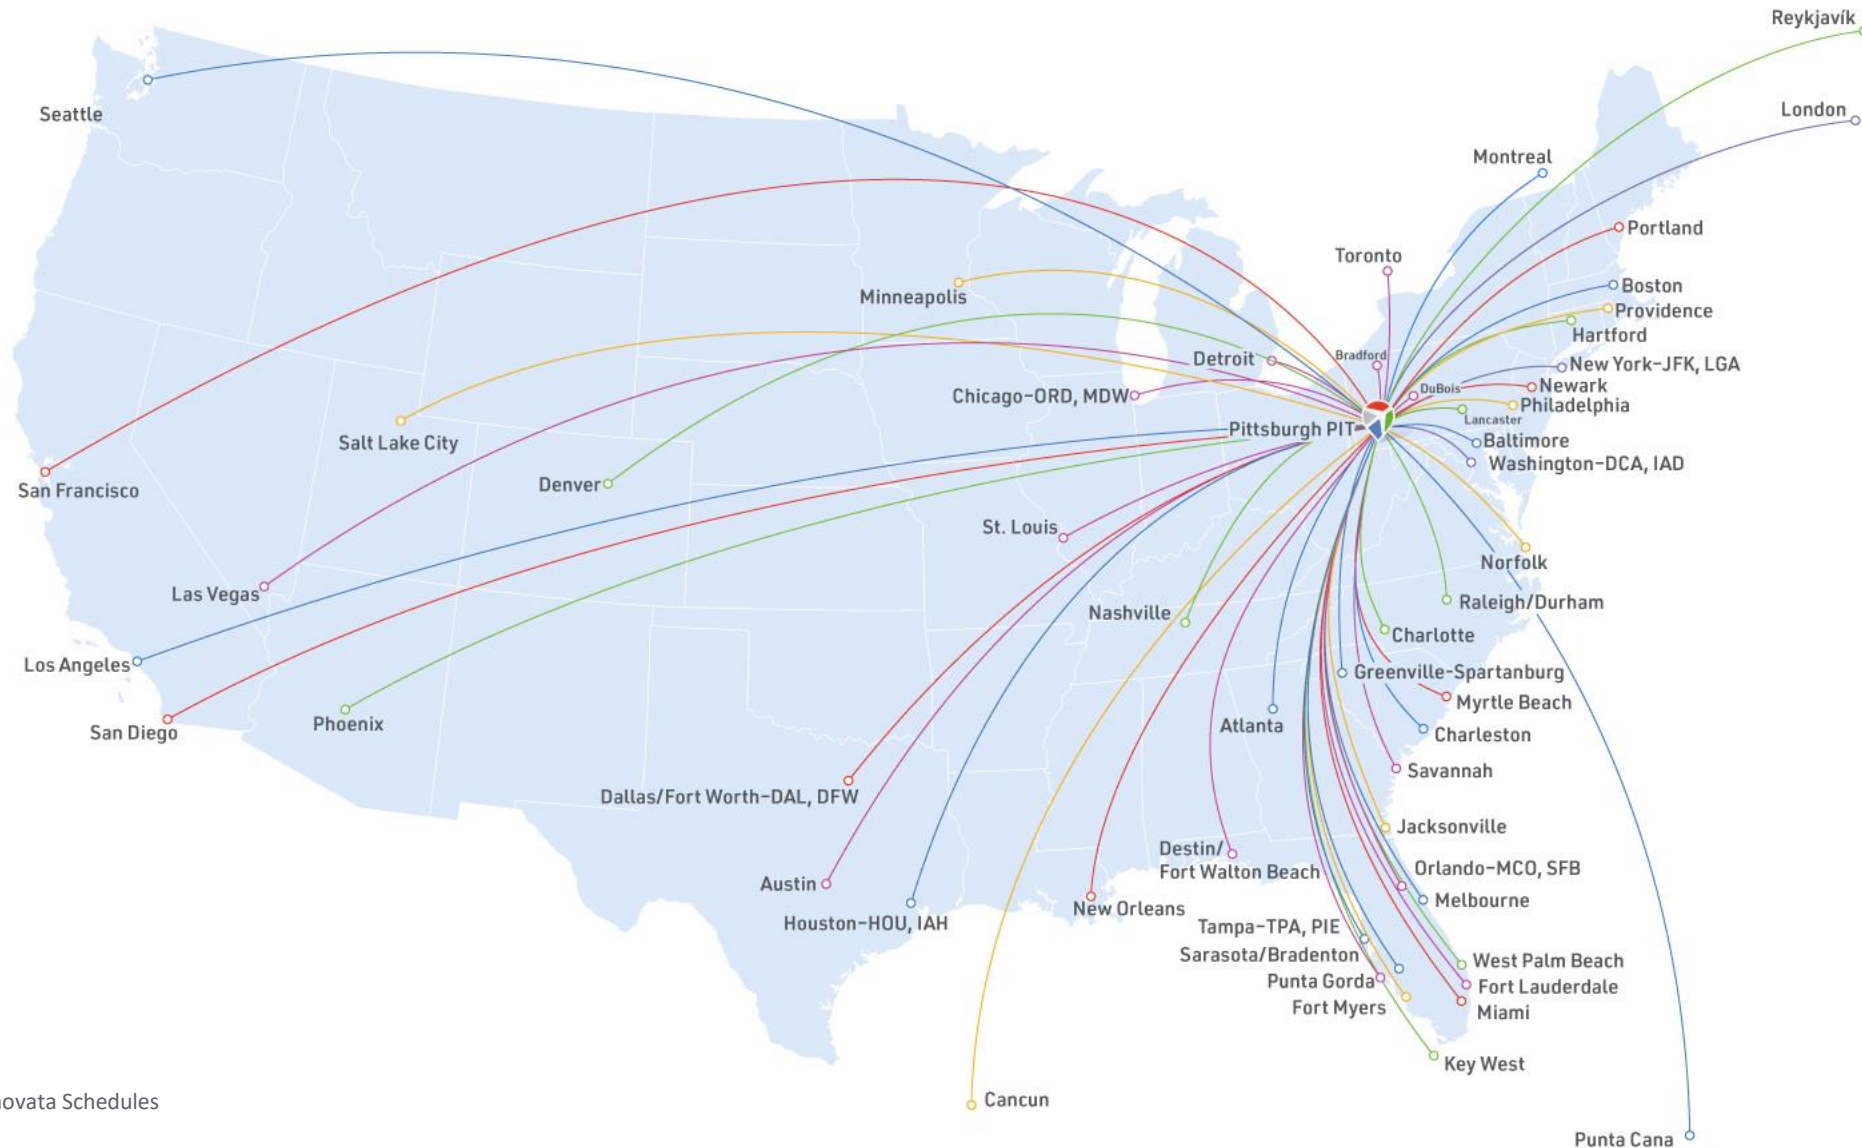 Reykjavík
London
Seattle
Montreal
Portland
Toronto
Boston
Minneapolis
Providence
Hartford
Detroit
Bradford
New York-JFK, LGA
Newark
DuBois
Chicago-ORD, MDW
Philadelphia
Lancaster
Pittsburgh PIT
Salt Lake City
Baltimore
Washington-DCA, IAD
Denver
San Francisco
St. Louis
Norfolk
Las Vegas
Nashville
Raleigh/Durham
Charlotte
Los Angeles
Greenville-Spartanburg
Myrtle Beach
Phoenix
San Diego
Atlanta
Charleston
Savannah
Dallas/Fort Worth-DAL, DFW
Jacksonville
Destin/
Fort Walton Beach
Orlando-MCO, SFB
Austin
Melbourne
New Orleans
Houston-HOU, IAH
Tampa-TPA, PIE
Sarasota/Bradenton
West Palm Beach
Punta Gorda
Fort Lauderdale
Fort Myers
Miami
Key West
Cancun
ovata Schedules
Punta Cana